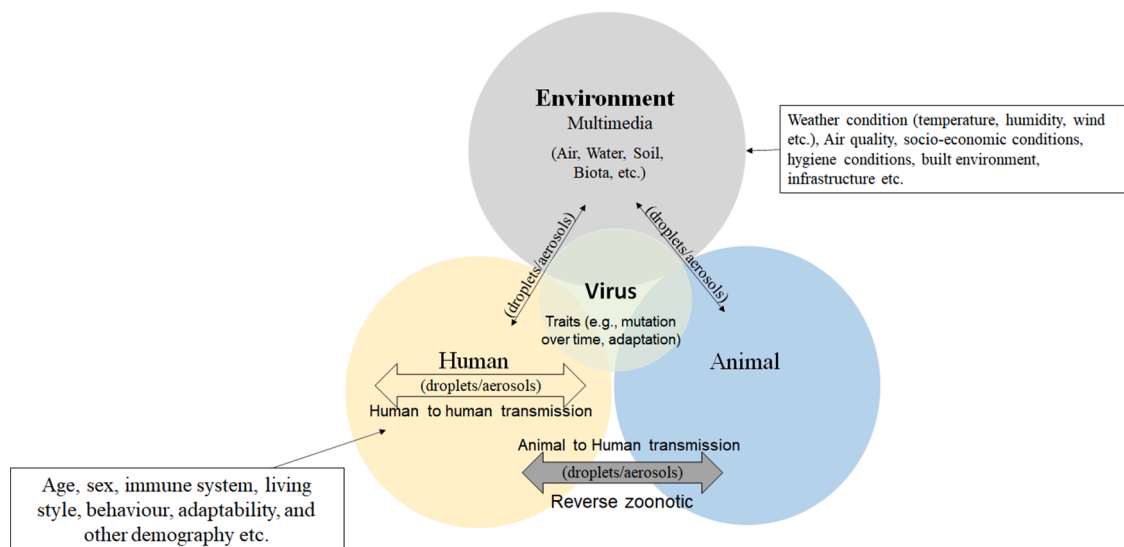 Environment
Multimedia
(Air, Water, Soil,
Biota, etc.)
Weather condition (temperature, humidity, wind
etc.), Air quality, socio-economic conditions,
hygiene conditions, built environment,
infrastructure etc.
(droplets/aerosols)
(droplets/aerosols)
Virus
Traits (e.g., mutation
over time, adaptation)
Human
(droplets/aerosols)
Human to human transmission
Animal
Animal to Human transmission
(droplets/aerosols)
Reverse zoonotic
Age, sex, immune system, living
style, behaviour, adaptability, and
other demography etc.